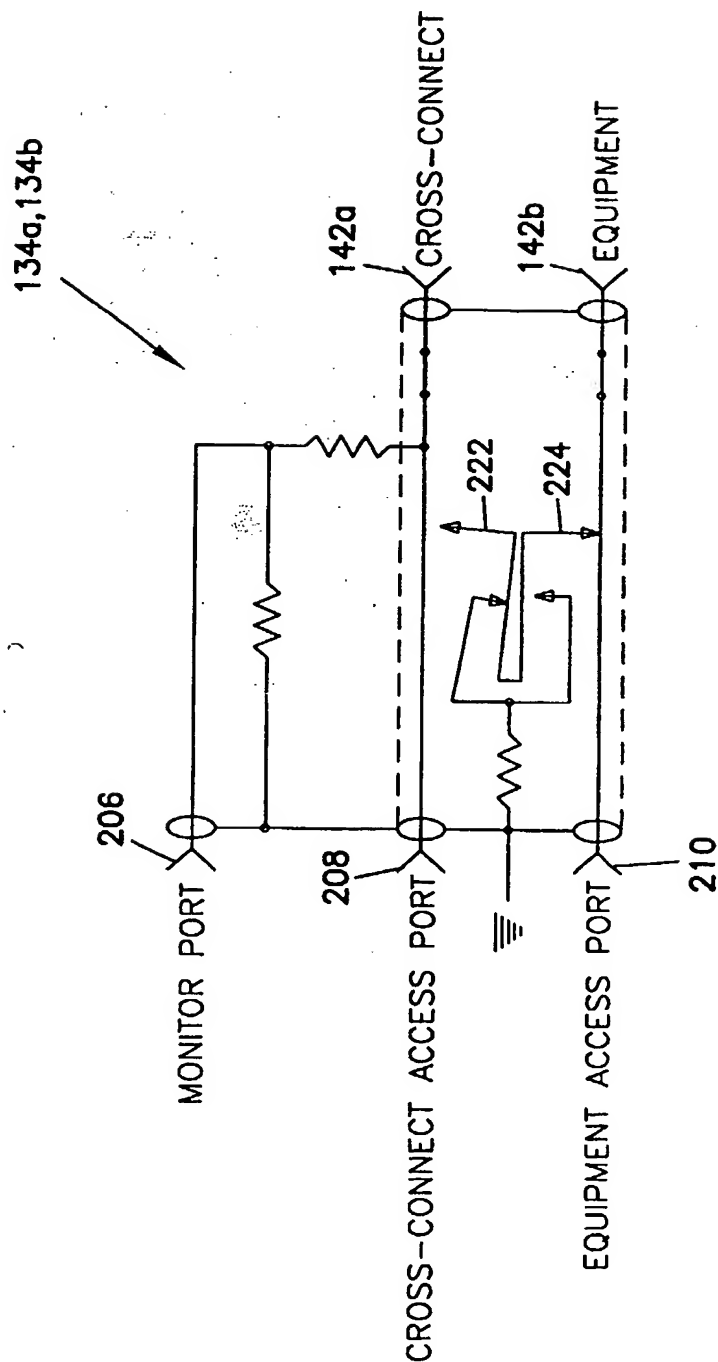 134a,134b
206
MONITOR PORT
208
142a
CROSS-CONNECT ACCESS PORT
CROSS-CONNECT
222
224
142b
EQUIPMENT ACCESS PORT
EQUIPMENT
210